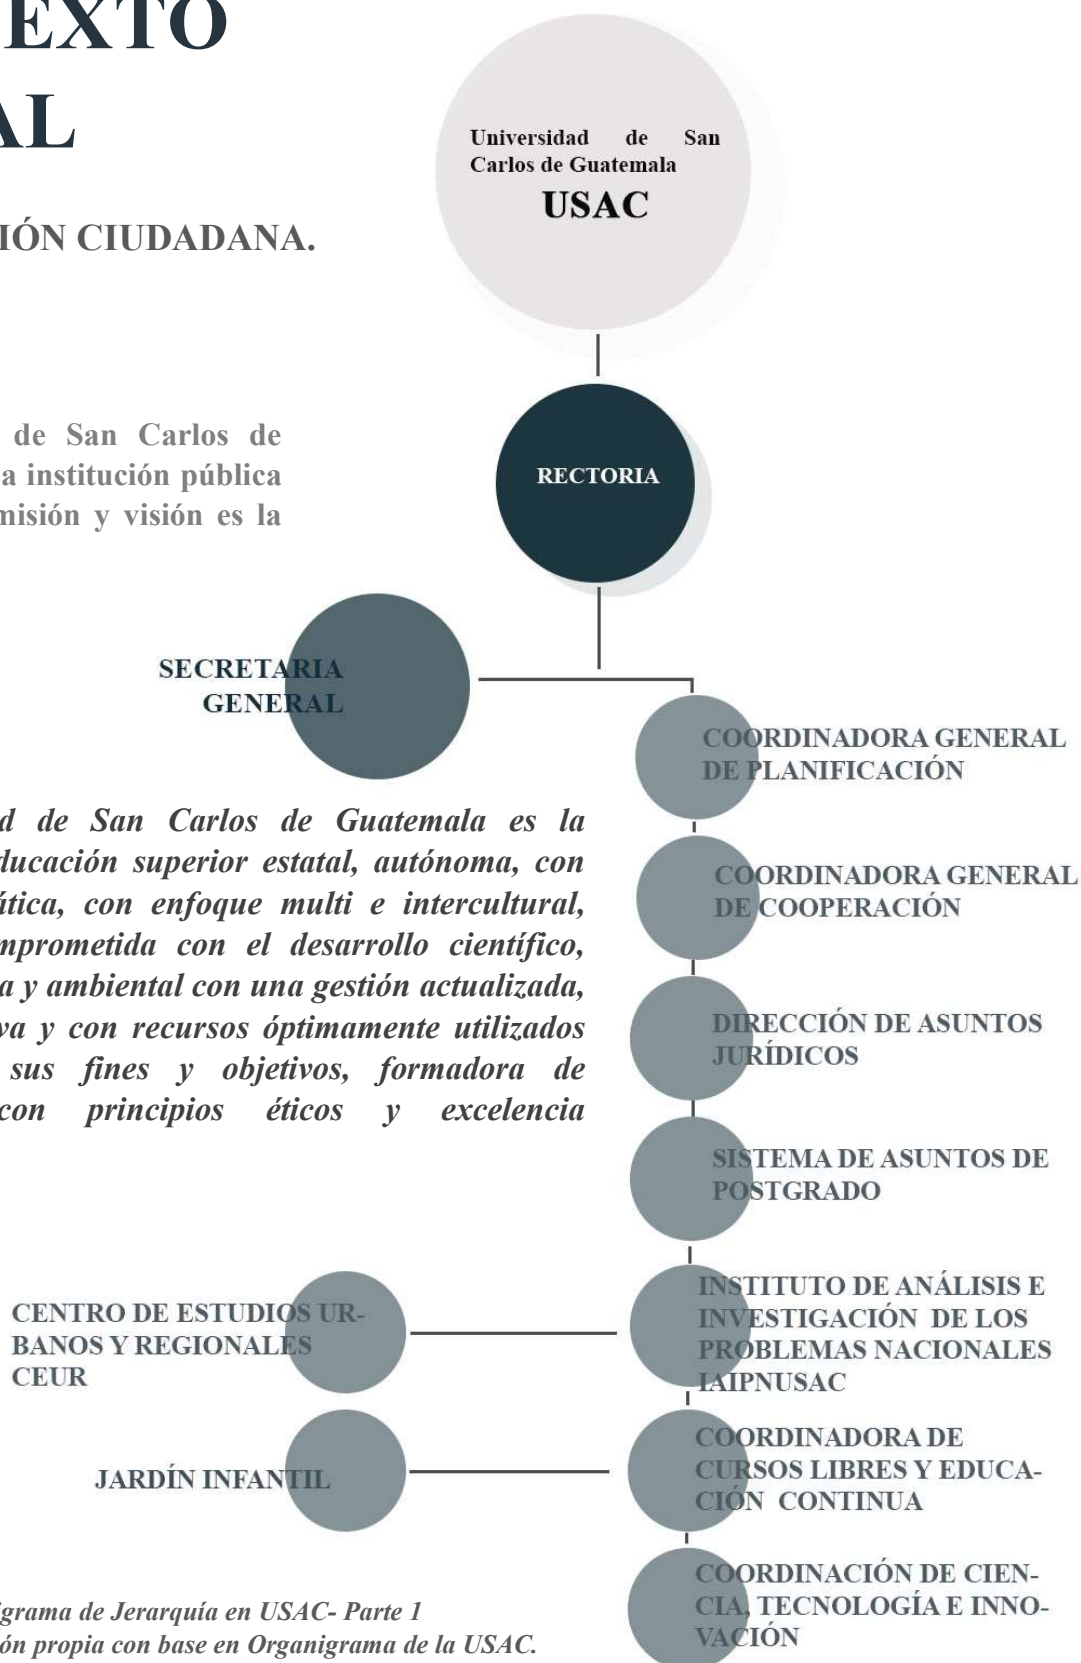 EXTO
AL
IÓN CIUDADANA.
de San Carlos de
a institución pública
misión y visión es la
Universidad de San
Carlos de Guatemala
USAC
RECTORIA
SECRETARIA
GENERAL
COORDINADORA GENERAL
DE PLANIFICACIÓN
COORDINADORA GENERAL
DE COOPERACIÓN
DIRECCIÓN DE ASUNTOS
JURÍDICOS
SISTEMA DE ASUNTOS DE
POSTGRADO
d de San Carlos de Guatemala es la
educación superior estatal, autónoma, con
ática, con enfoque multi e intercultural,
mprometida con el desarrollo científico,
a y ambiental con una gestión actualizada,
va y con recursos óptimamente utilizados
sus fines y objetivos, formadora de
con principios éticos y excelencia
CENTRO DE ESTUDIOS UR-
BANOS Y REGIONALES
CEUR
INSTITUTO DE ANÁLISIS E
INVESTIGACIÓN DE LOS
PROBLEMAS NACIONALES
IAIPNUSAC
JARDÍN INFANTIL
COORDINADORA DE
CURSOS LIBRES Y EDUCA-
CIÓN CONTINUA
COORDINACIÓN DE CIEN-
CIA, TECNOLOGÍA E INNO-
VACIÓN
igrama de Jerarquía en USAC- Parte 1
ión propia con base en Organigrama de la USAC.